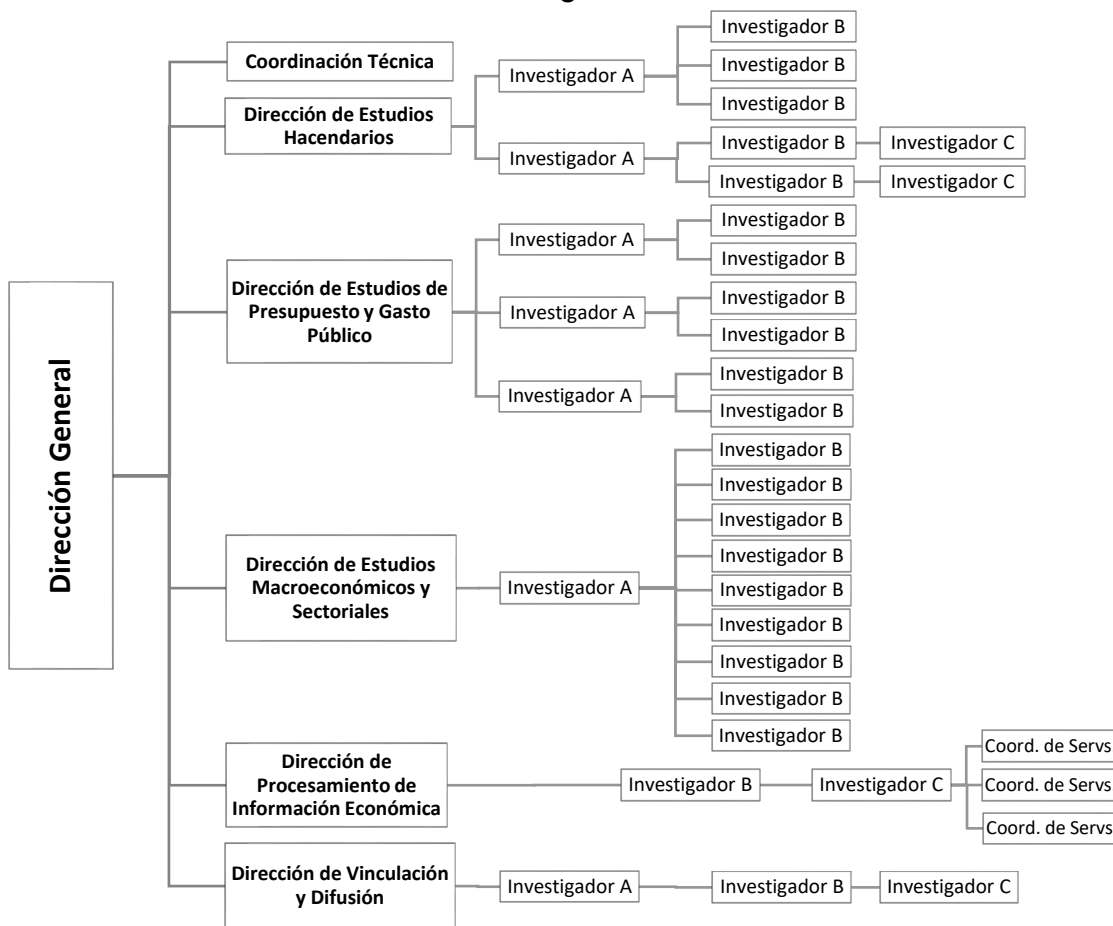 Dirección General
Coordinación Técnica
Dirección de Estudios
Hacendarios
Investigador A
Investigador B
Investigador B
Investigador B
Investigador A
Investigador B
Investigador C
Investigador B
Investigador C
Dirección de Estudios de
Presupuesto y Gasto
Público
Investigador A
Investigador B
Investigador B
Investigador A
Investigador B
Investigador B
Investigador A
Investigador B
Investigador B
Dirección de Estudios
Macroeconómicos y
Sectoriales
Investigador A
Investigador B
Investigador B
Investigador B
Investigador B
Investigador B
Investigador B
Investigador B
Investigador B
Investigador B
Dirección de
Procesamiento de
Información Económica
Investigador B
Investigador C
Coord. de Servs
Coord. de Servs
Coord. de Servs
Dirección de Vinculación
y Difusión
Investigador A
Investigador B
Investigador C